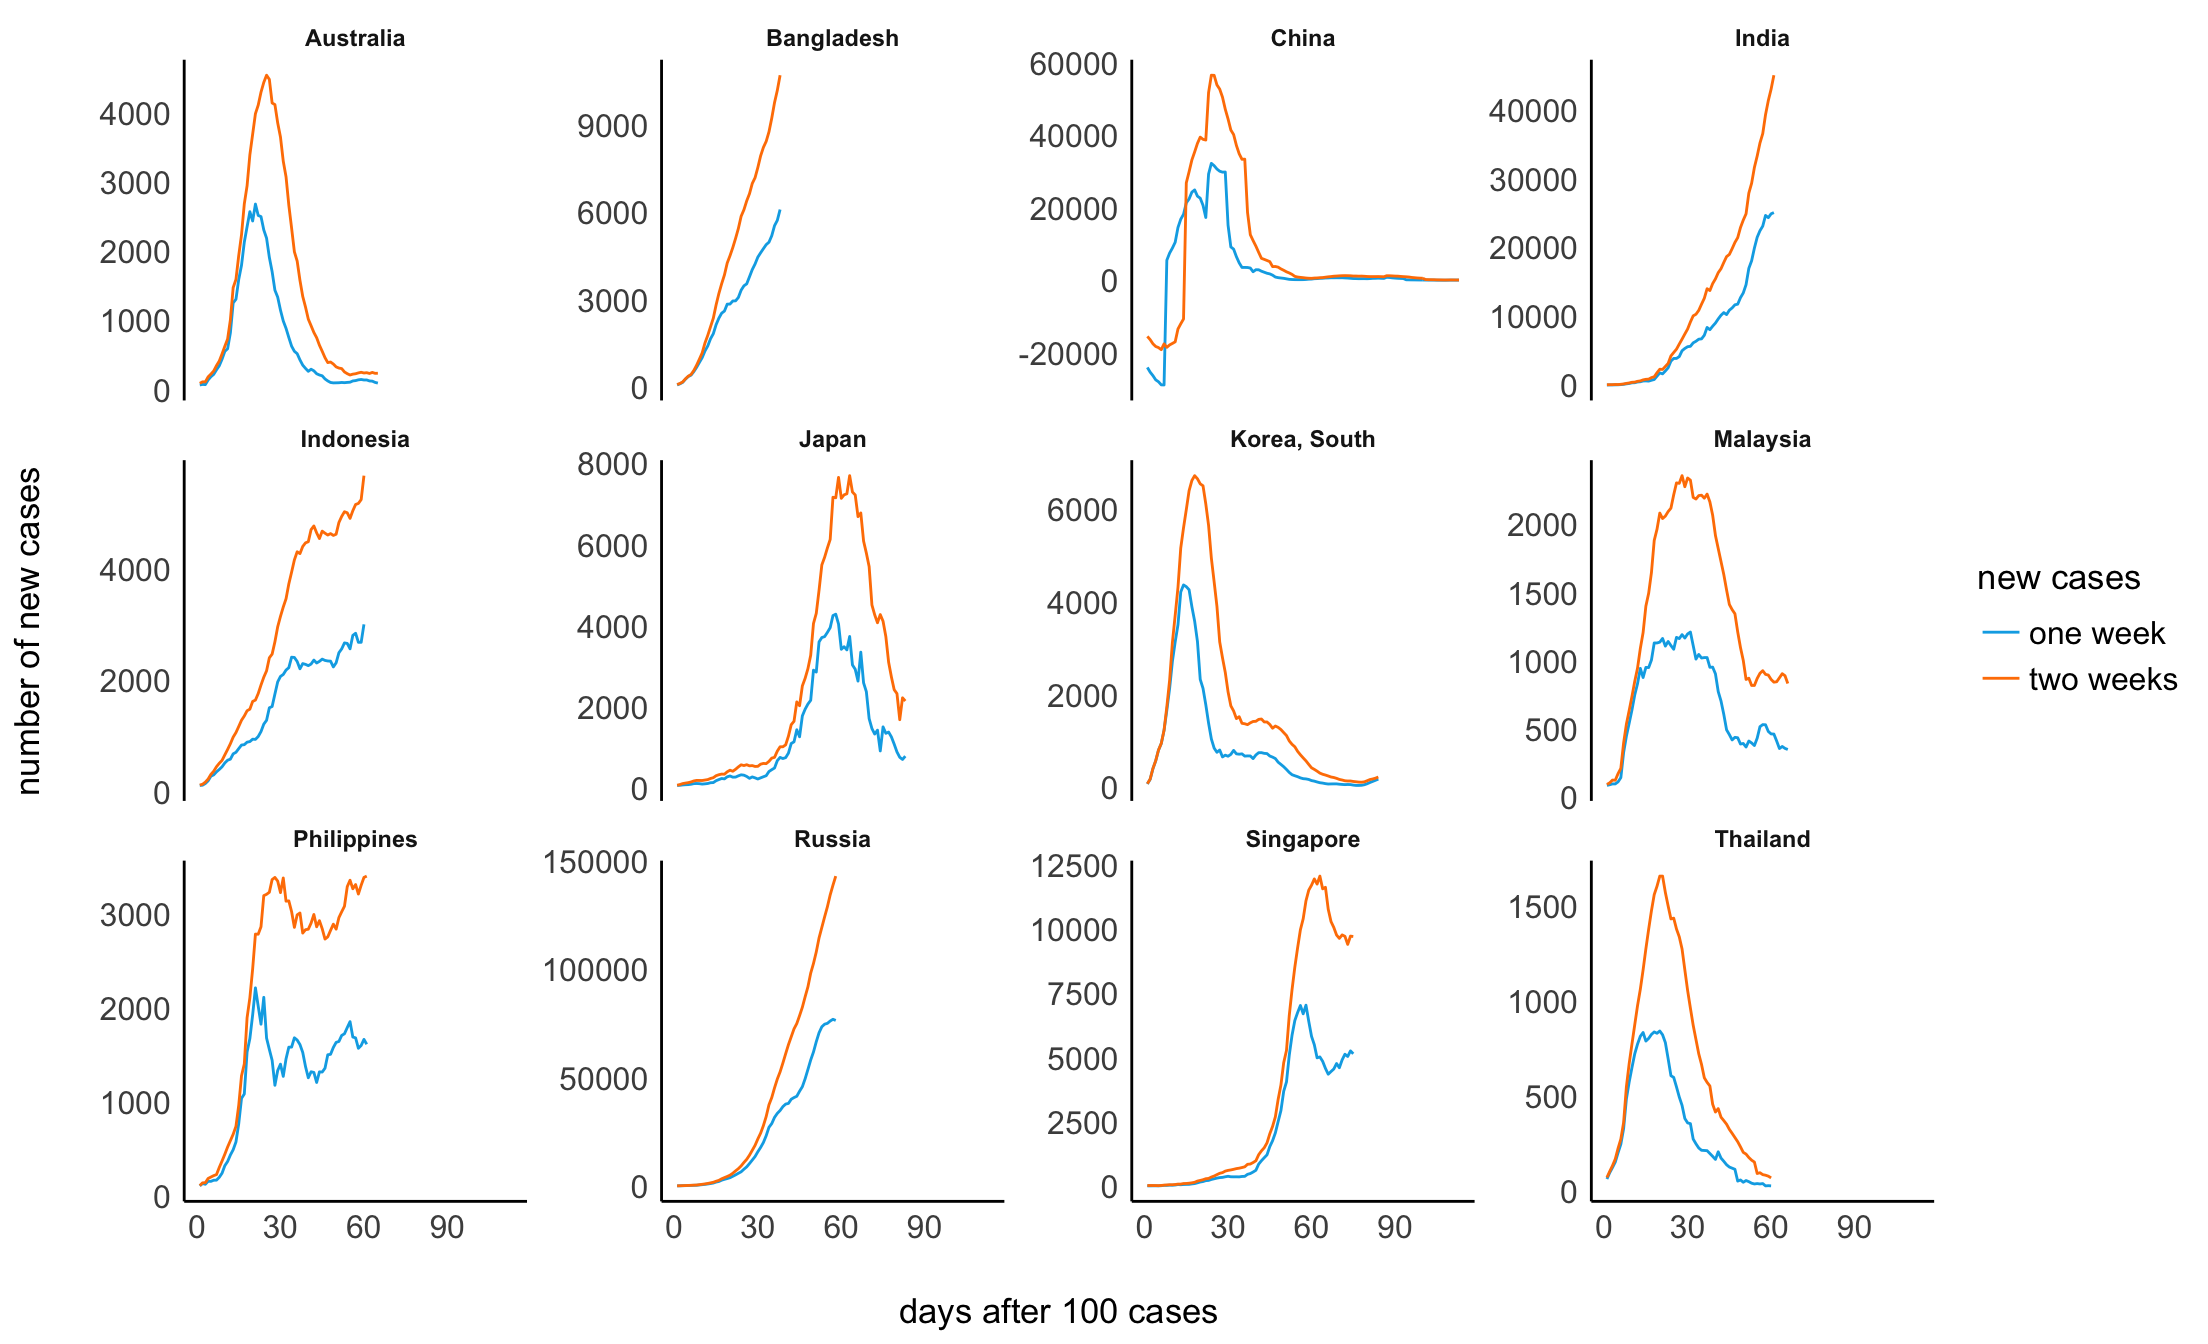 Australia
Bangladesh
China
India
4000
3000
2000
1000
0
9000
6000
3000
0
60000
40000
20000
0
-20000
40000
30000
20000
10000
0
Indonesia
Japan
Korea, South
Malaysia
4000
2000
0
8000
6000
4000
2000
0
6000
4000
2000
0
2000
1500
1000
500
0
Philippines
Russia
Singapore
Thailand
3000
2000
1000
0
150000
100000
50000
0
12500
10000
7500
5000
2500
0
1500
1000
500
0
0 30 60 90
0 30 60 90
0 30 60 90
0 30 60 90
number of new cases
days after 100 cases
new cases
one week
two weeks